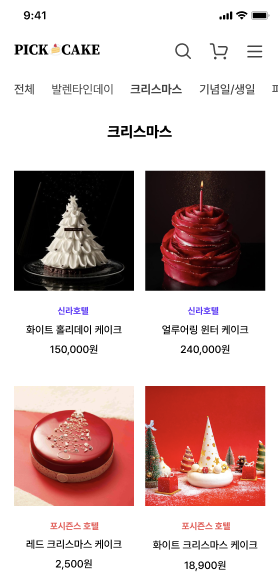 9:41
PICK CAKE
전체 발렌타인데이 크리스마스 기념일/생일
크리스마스
신라호텔
화이트 홀리데이 케이크
150,000원
신라호텔
얼루어링 윈터 케이크
240,000원
포시즌스 호텔
레드 크리스마스 케이크
2,500원
포시즌스 호텔
화이트 크리스마스 케이크
18,900원